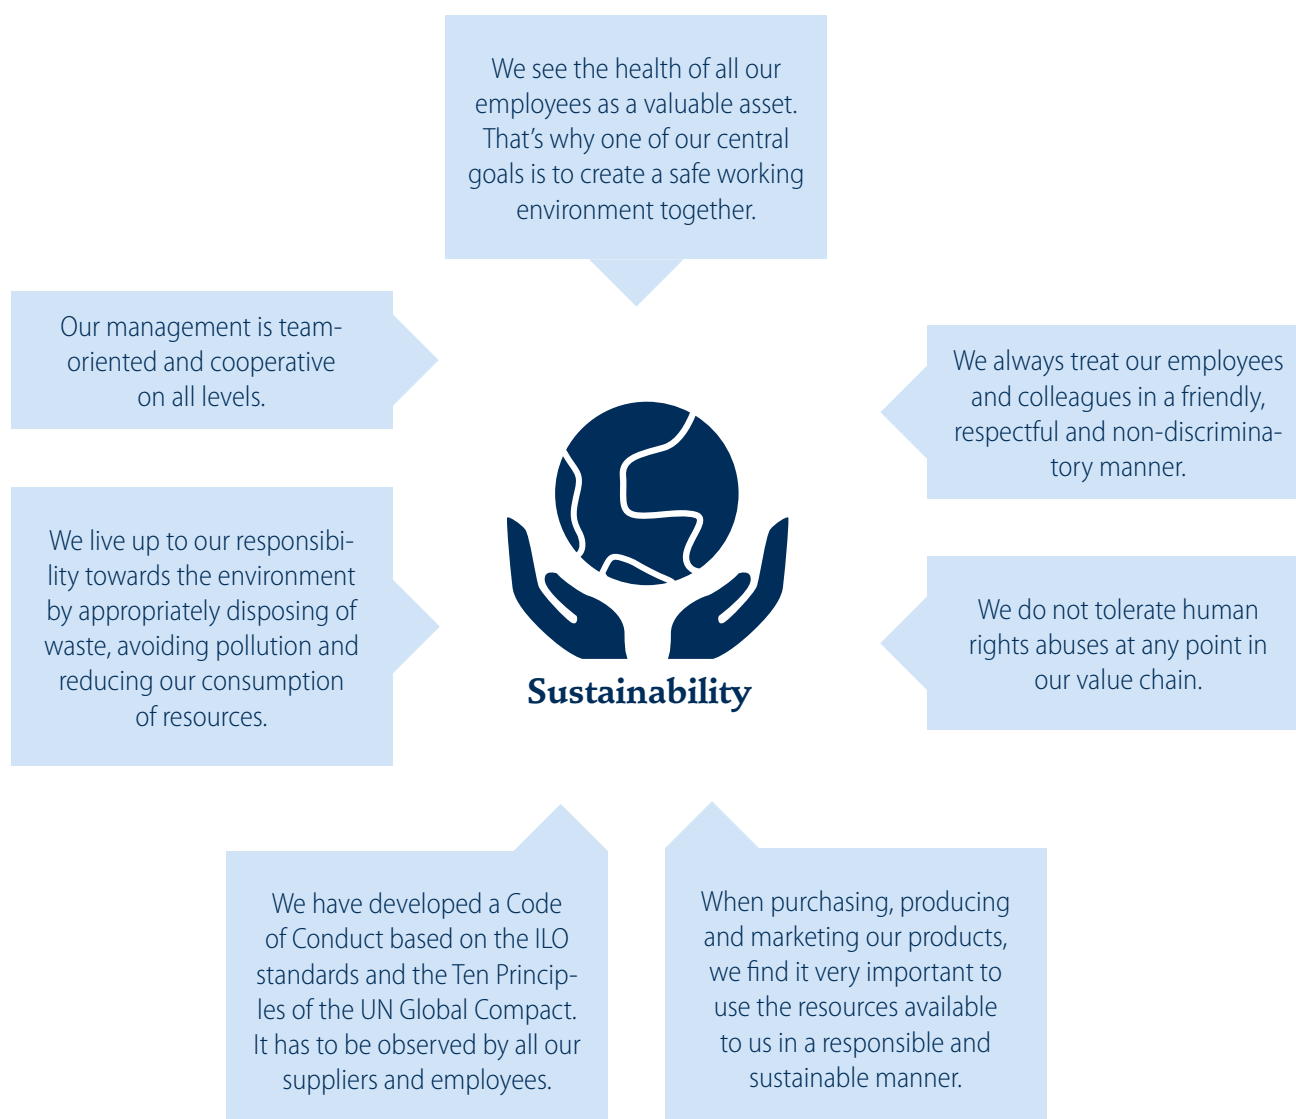 We see the health of all our
employees as a valuable asset.
That’s why one of our central
goals is to create a safe working
environment together.
Our management is team-
oriented and cooperative
on all levels.
We always treat our employees
and colleagues in a friendly,
respectful and non-discrimina-
tory manner.
We live up to our responsibi-
lity towards the environment
by appropriately disposing of
waste, avoiding pollution and
reducing our consumption
of resources.
We do not tolerate human
rights abuses at any point in
our value chain.
Sustainability
We have developed a Code
of Conduct based on the ILO
standards and the Ten Princip-
les of the UN Global Compact.
It has to be observed by all our
suppliers and employees.
When purchasing, producing
and marketing our products,
we find it very important to
use the resources available
to us in a responsible and
sustainable manner.